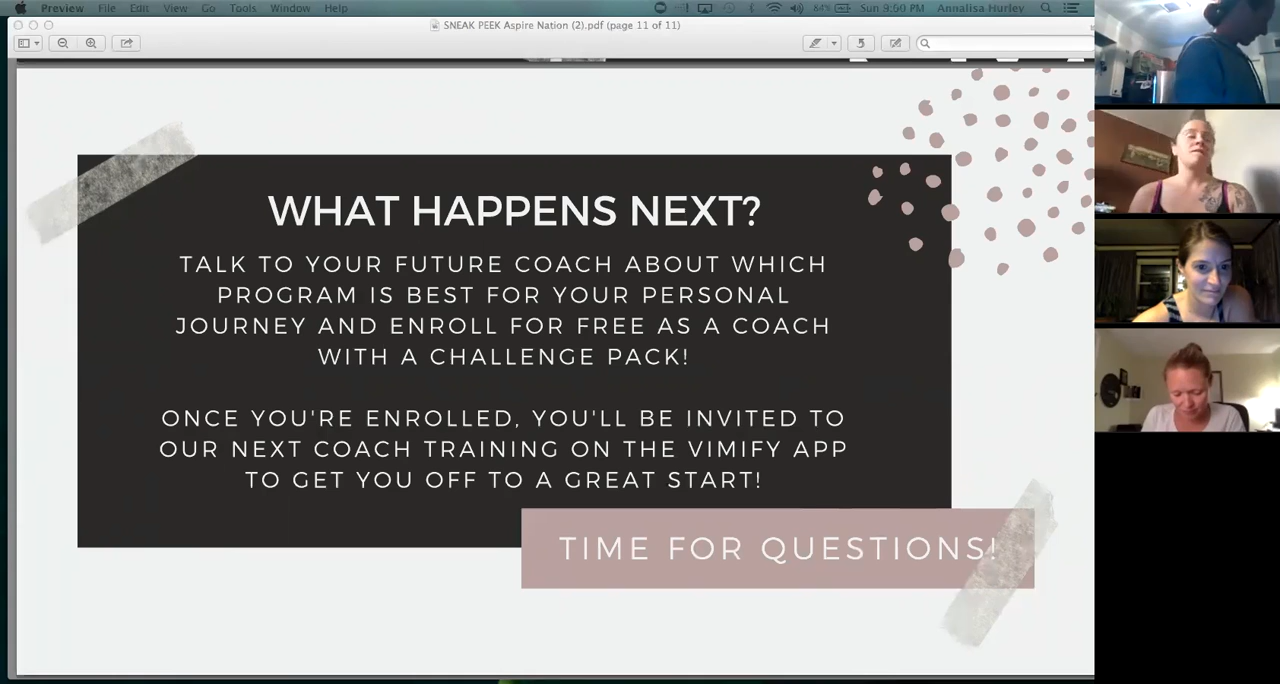 Preview File Edit View Go Tools Window Help 64% Sun 9:50 PM Annalisa Hurley
SNEAK PEEK Aspire Nation (2).pdf (page 11 of 11)
WHAT HAPPENS NEXT?
TALK TO YOUR FUTURE COACH ABOUT WHICH
PROGRAM IS BEST FOR YOUR PERSONAL
JOURNEY AND ENROLL FOR FREE AS A COACH
WITH A CHALLENGE PACK!
ONCE YOU'RE ENROLLED, YOU'LL BE INVITED TO
OUR NEXT COACH TRAINING ON THE VIMIFY APP
TO GET YOU OFF TO A GREAT START!
TIME FOR QUESTIONS!